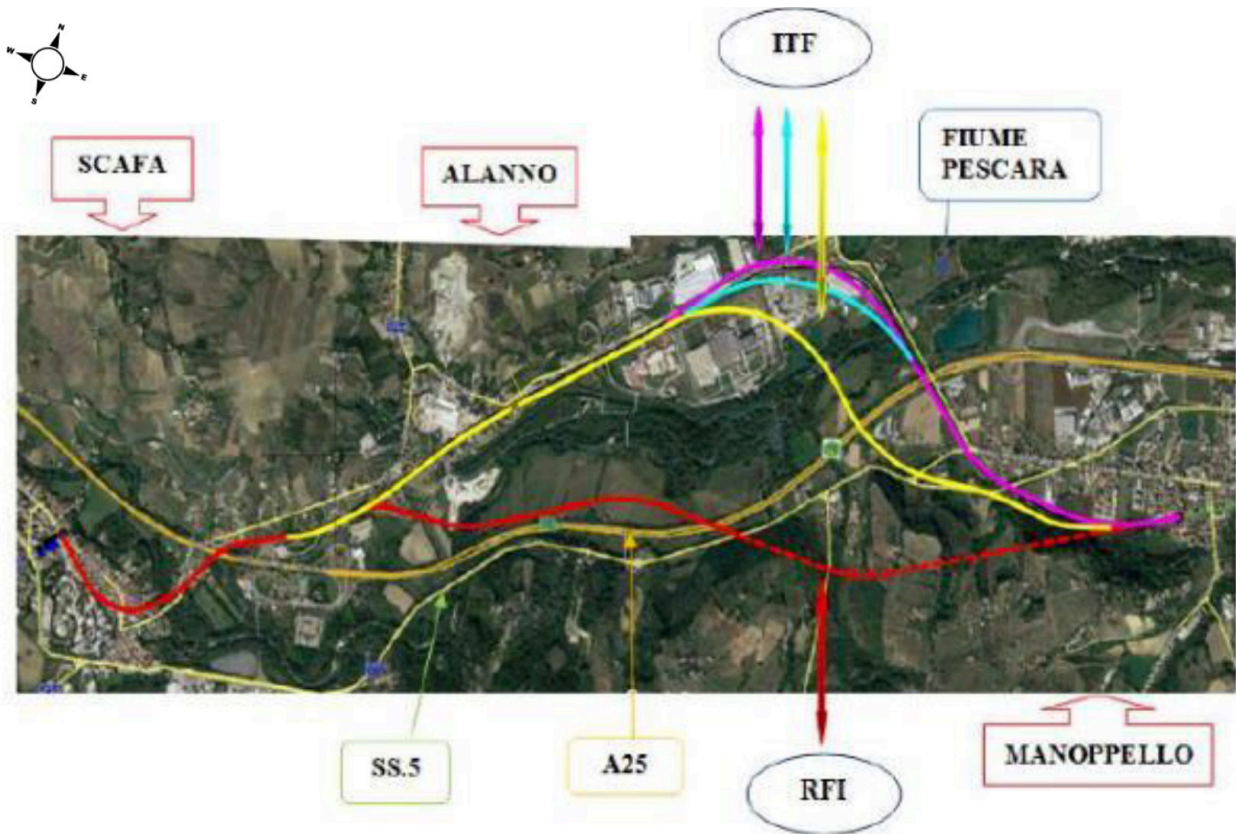 N
W
E
S
ITF
SCAFA
ALANNO
FIUME
PESCARA
SS.5
A25
RFI
MANOPPELLO